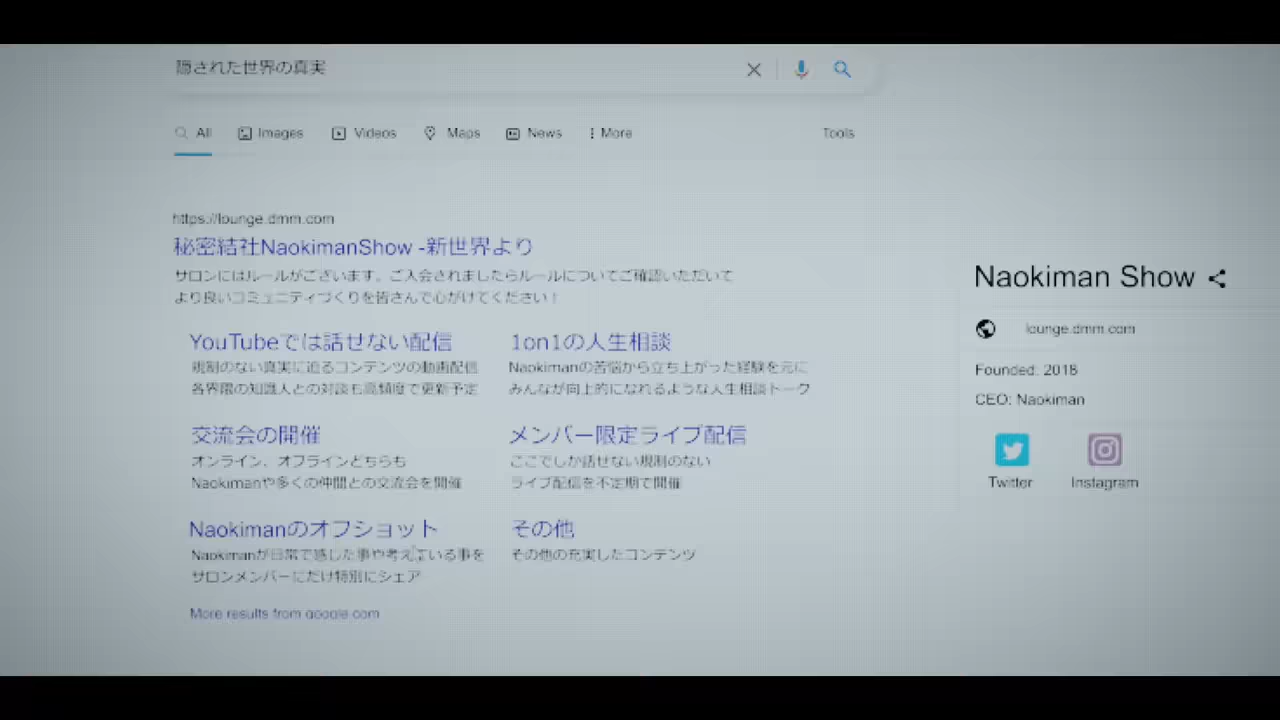 隠された世界の真実
All Images Videos Maps News More Tools
https://lounge.dmm.com
秘密結社NaokimanShow -新世界より
サロンにはルールがございます。ご入会されましたらルールについてご確認いただいて
より良いコミュニティづくりを皆さんで心がけてください！
YouTubeでは話せない配信
規制のない真実に迫るコンテンツの動画配信
各界隈の知識人との対談も高頻度で更新予定
1on1の人生相談
Naokimanの苦悩から立ち上がった経験を元に
みんなが向上的になれるような人生相談トーク
交流会の開催
オンライン、オフラインどちらも
Naokimanや多くの仲間との交流会を開催
メンバー限定ライブ配信
ここでしか話せない規制のない
ライブ配信を不定期で開催
Naokimanのオフショット
Naokimanが日常で感じた事や考えている事を
サロンメンバーにだけ特別にシェア
その他
その他の充実したコンテンツ
More results from google.com
Naokiman Show
lounge.dmm.com
Founded: 2018
CEO: Naokiman
Twitter Instagram